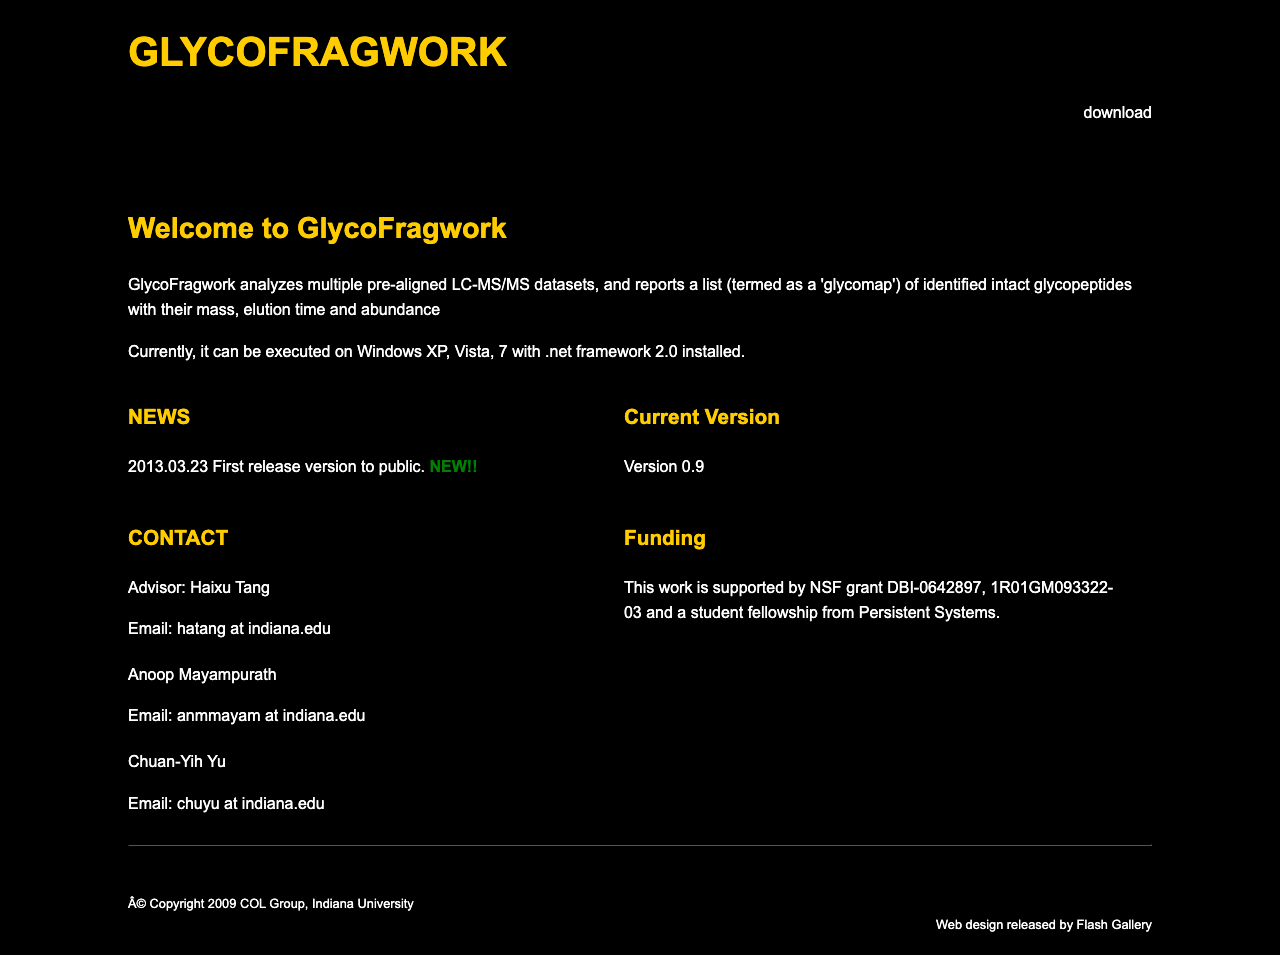 GLYCOFRAGWORK
download
Welcome to GlycoFragwork
GlycoFragwork analyzes multiple pre-aligned LC-MS/MS datasets, and reports a list (termed as a 'glycomap') of identified intact glycopeptides
with their mass, elution time and abundance
Currently, it can be executed on Windows XP, Vista, 7 with .net framework 2.0 installed.
NEWS
2013.03.23 First release version to public. NEW!!
Current Version
Version 0.9
CONTACT
Advisor: Haixu Tang
Email: hatang at indiana.edu
Anoop Mayampurath
Email: anmmayam at indiana.edu
Chuan-Yih Yu
Email: chuyu at indiana.edu
Funding
This work is supported by NSF grant DBI-0642897, 1R01GM093322-
03 and a student fellowship from Persistent Systems.
Â© Copyright 2009 COL Group, Indiana University
Web design released by Flash Gallery